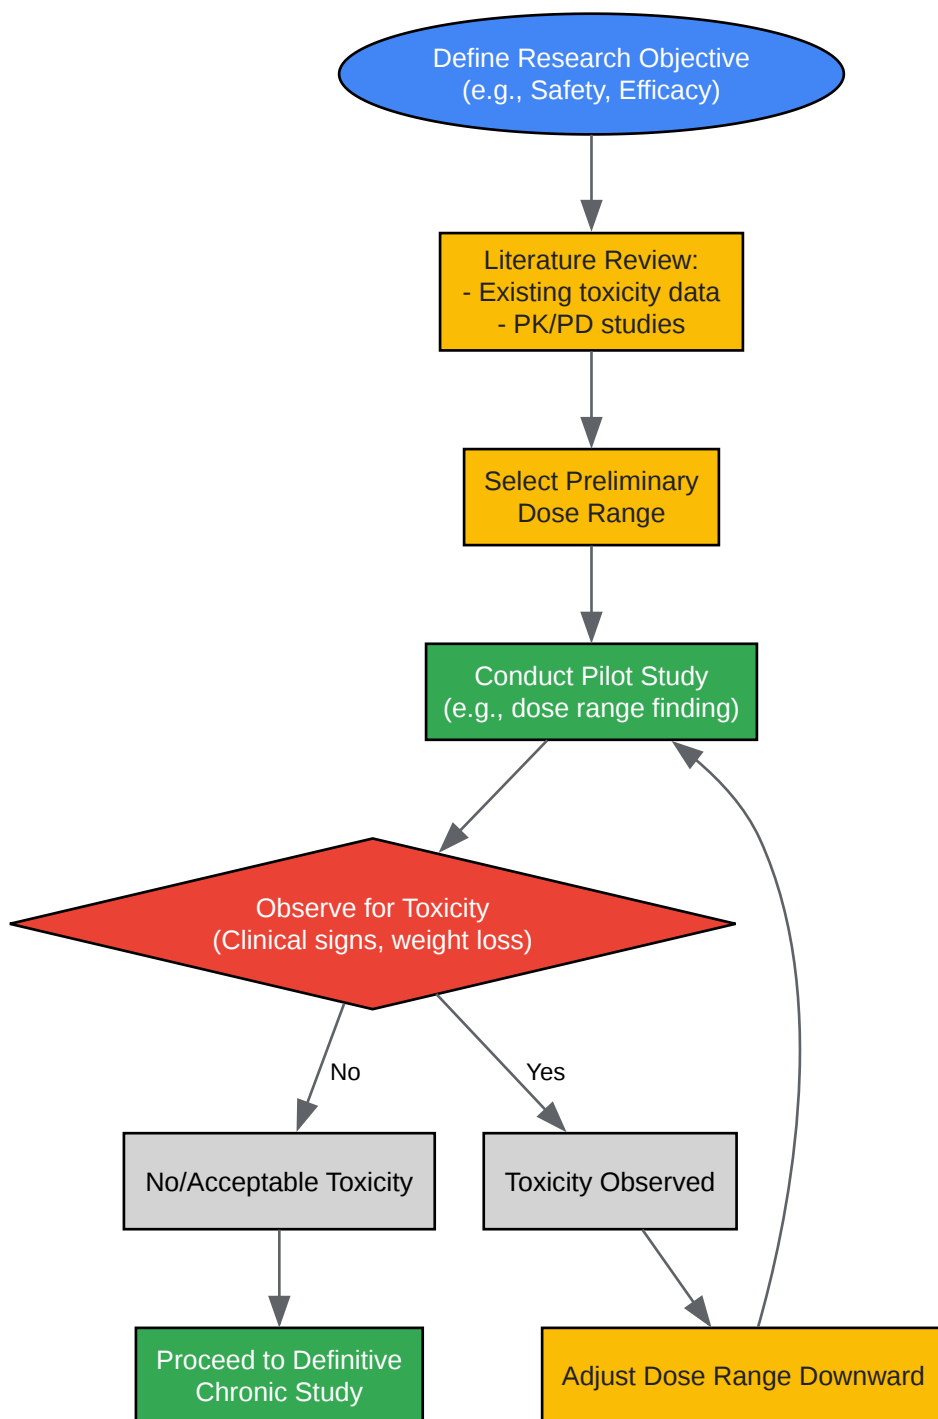 Define Research Objective
(e.g., Safety, Efficacy)
Literature Review:
- Existing toxicity data
- PK/PD studies
Select Preliminary
Dose Range
Conduct Pilot Study
(e.g., dose range finding)
Observe for Toxicity
(Clinical signs, weight loss)
No
Yes
No/Acceptable Toxicity
Toxicity Observed
Proceed to Definitive
Chronic Study
Adjust Dose Range Downward